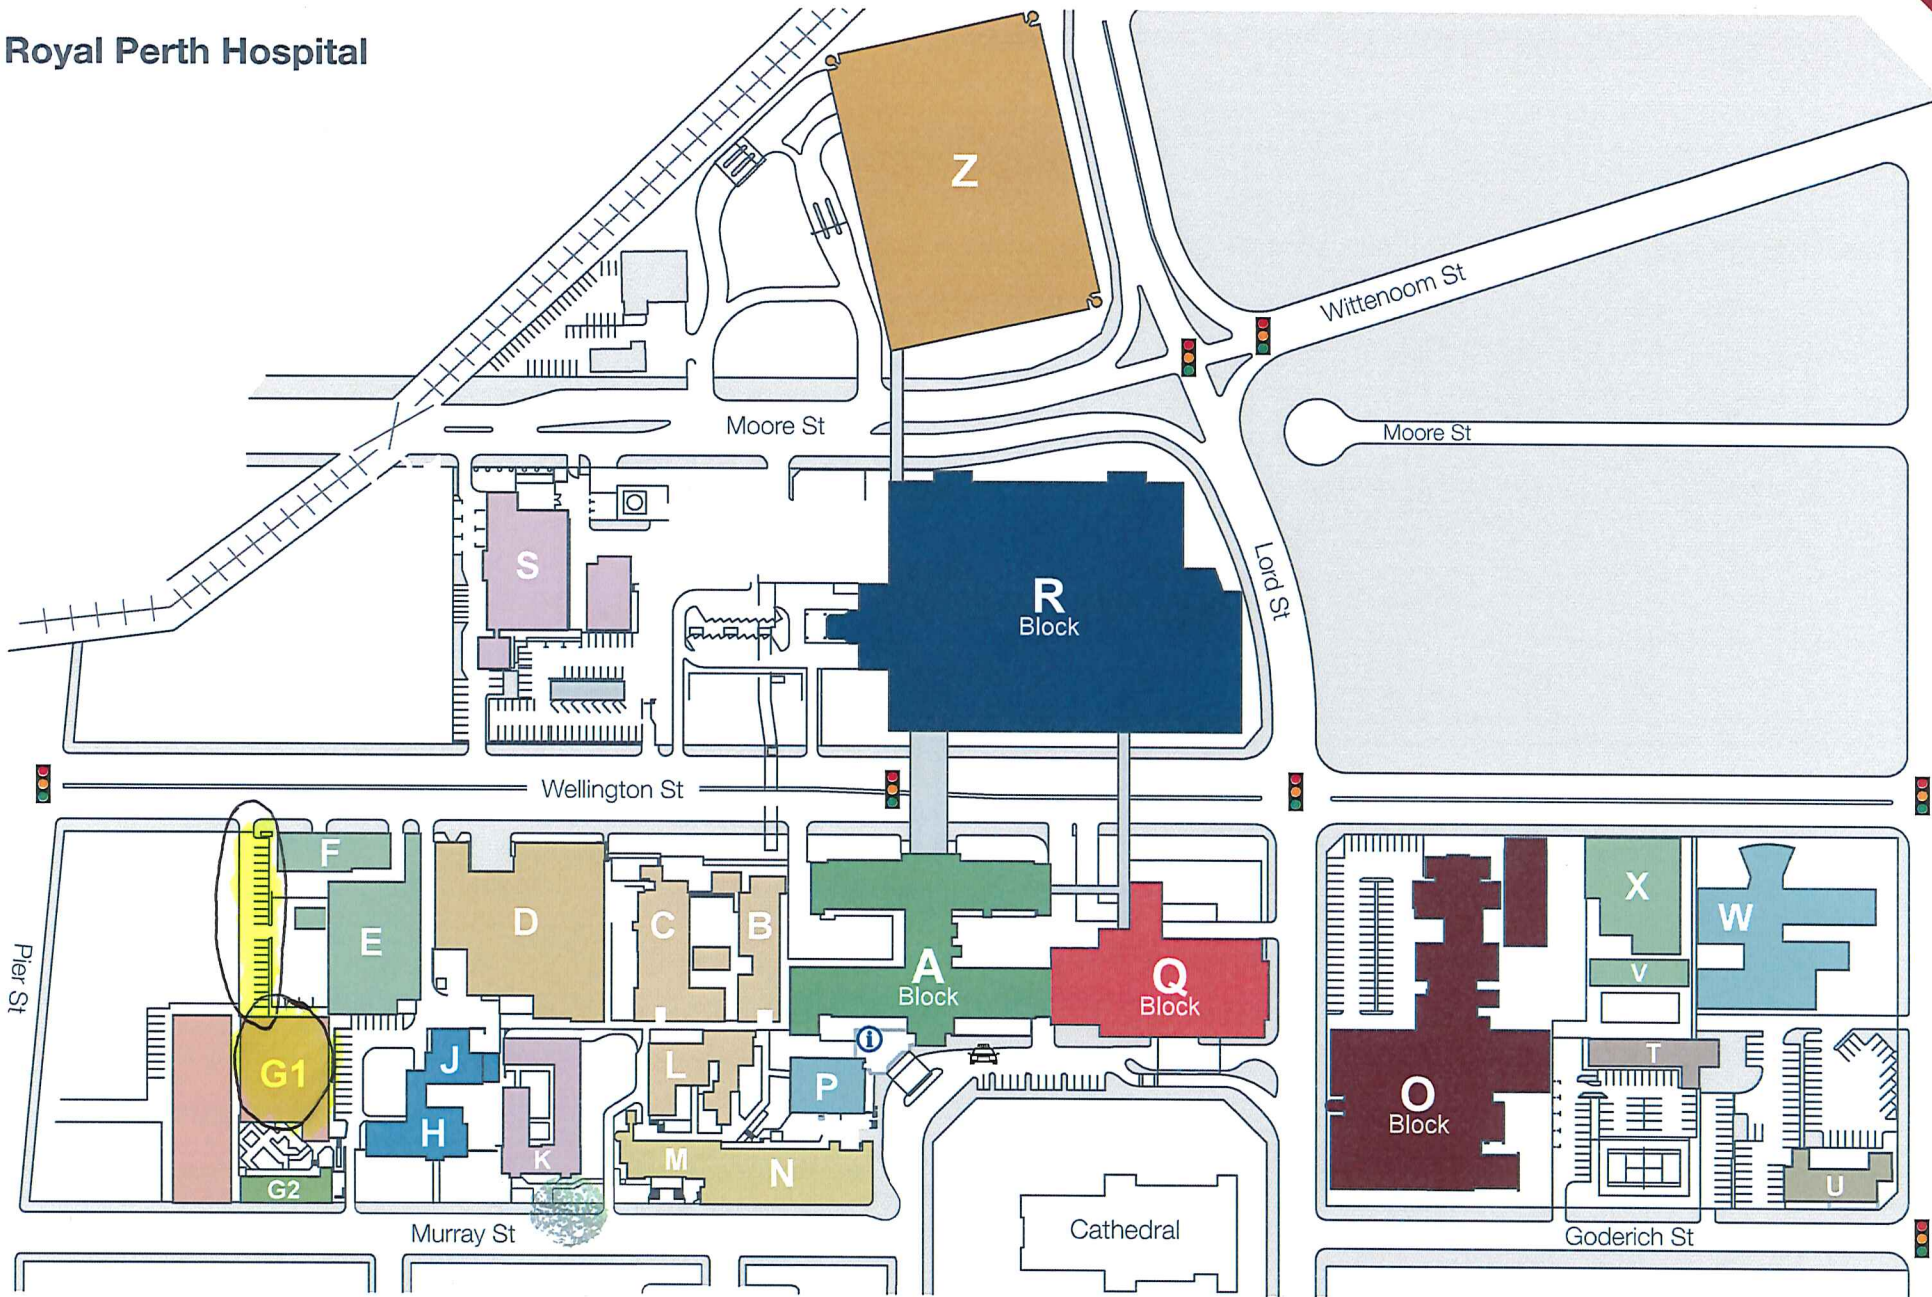 Royal Perth Hospital
Z
Wittenoom St
Moore St
Moore St
S
R
Block
Lord St
Wellington St
F
E
D
C
B
A
Block
Q
Block
X
W
V
Pier St
G1
J
H
K
L
P
i
M
N
G2
O
Block
T
U
Murray St
Cathedral
Goderich St